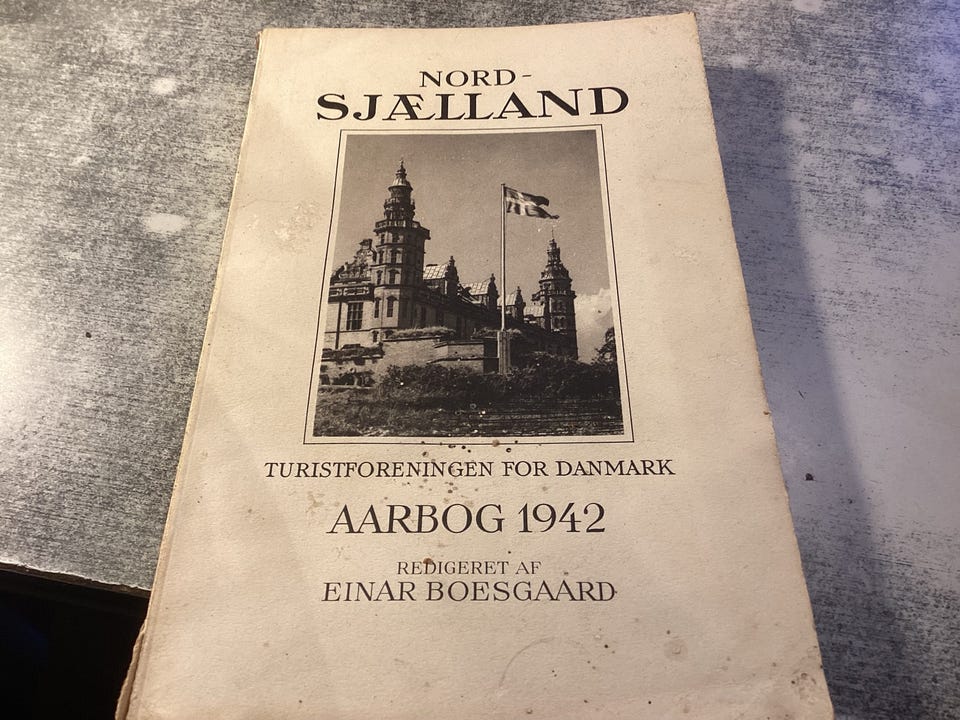 NORD-
SJÆLLAND
TURISTFORENINGEN FOR DANMARK
AARBOG 1942
REDIGERET AF
EINAR BOESGAARD